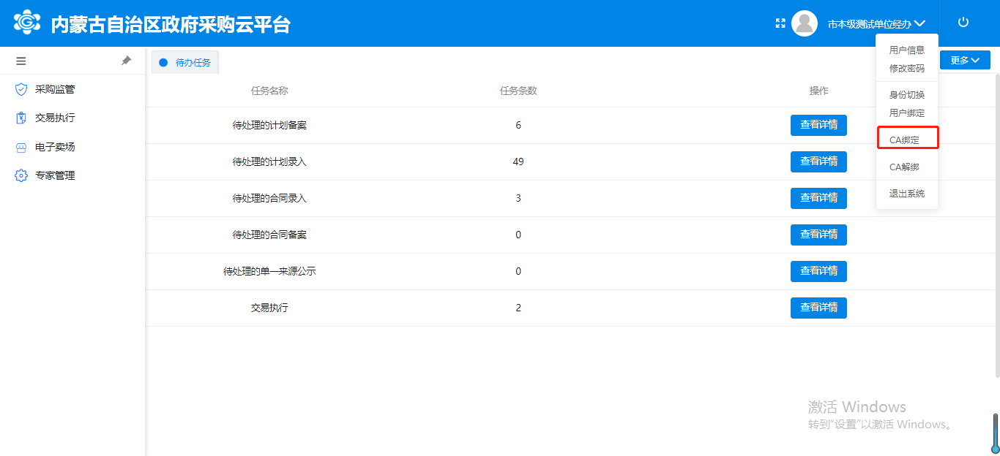 内蒙古自治区政府采购云平台
市本级测试单位经办
用户信息
修改密码
身份切换
用户绑定
CA绑定
CA解绑
退出系统
更多
采购监管
交易执行
电子卖场
专家管理
待办任务
任务名称 任务条数 操作
待处理的计划备案 6 查看详情
待处理的计划录入 49 查看详情
待处理的合同录入 3 查看详情
待处理的合同备案 0 查看详情
待处理的单一来源公示 0 查看详情
交易执行 2 查看详情
激活 Windows
转到"设置"以激活 Windows。